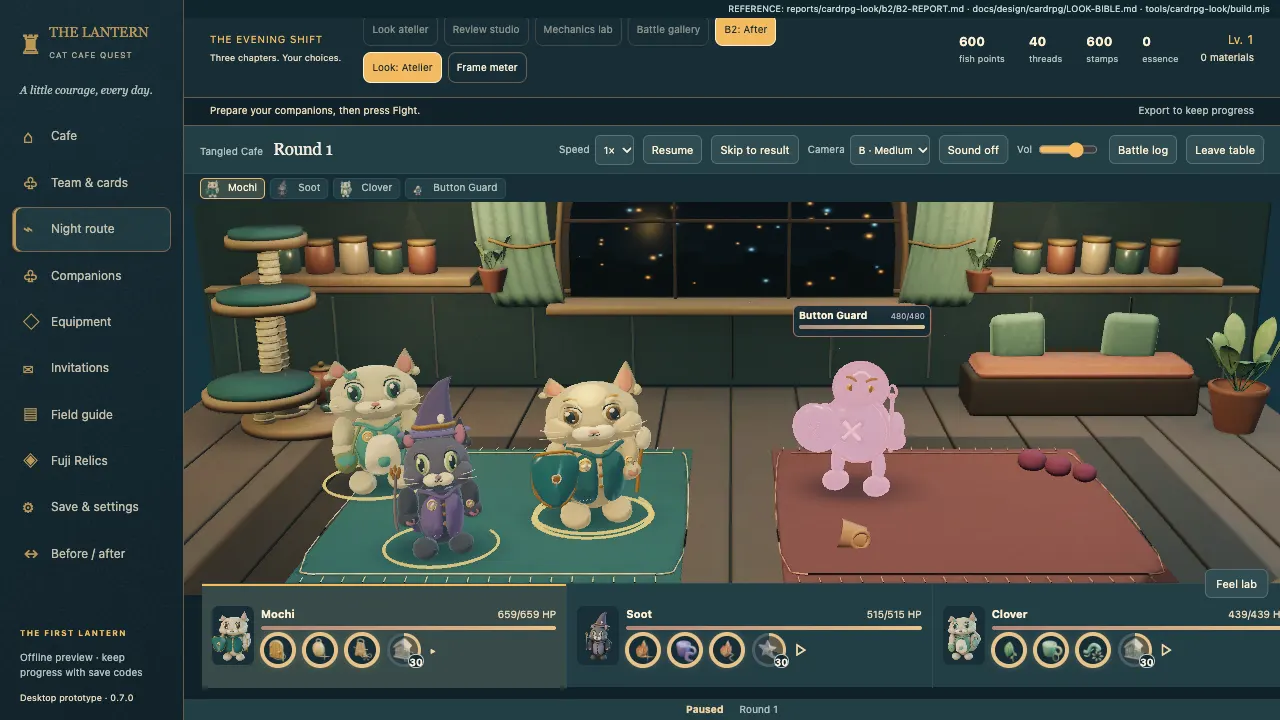 REFERENCE: reports/cardrpg-look/b2/B2-REPORT.md · docs/design/cardrpg/LOOK-BIBLE.md · tools/cardrpg-look/build.mjs
THE LANTERN
CAT CAFE QUEST
A little courage, every day.
Cafe
Team & cards
Night route
Companions
Equipment
Invitations
Field guide
Fuji Relics
Save & settings
Before / after
THE FIRST LANTERN
Offline preview · keep
progress with save codes
Desktop prototype · 0.7.0
THE EVENING SHIFT
Three chapters. Your choices.
Look atelier
Review studio
Mechanics lab
Battle gallery
B2: After
Look: Atelier
Frame meter
600
fish points
40
threads
600
stamps
0
essence
Lv. 1
0 materials
Prepare your companions, then press Fight.
Export to keep progress
Tangled Cafe
Round 1
Speed
1×
Resume
Skip to result
Camera
B · Medium
Sound off
Vol
Battle log
Leave table
Mochi
Soot
Clover
Button Guard
Button Guard
480/480
Feel lab
Mochi
659/659 HP
30
Soot
515/515 HP
30
Clover
439/439 H
30
Paused
Round 1